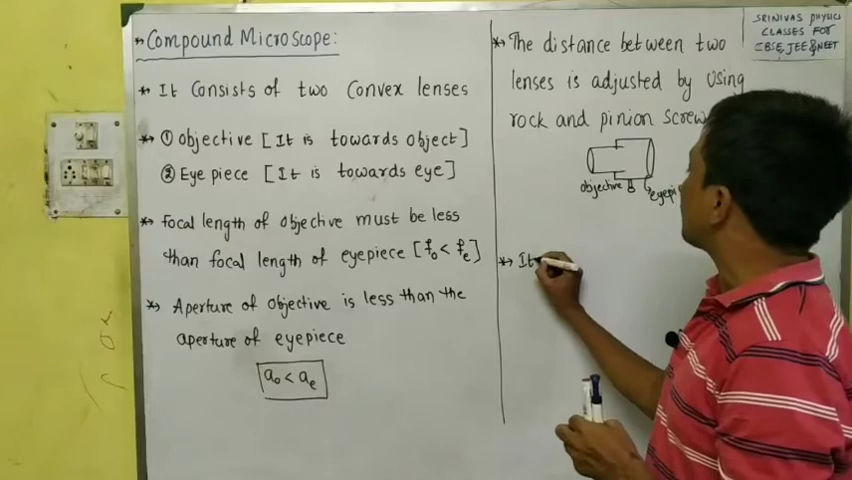 * Compound Microscope:
* It Consists of two Convex lenses
* ① Objective [It is towards object]
② Eye piece [It is towards eye]
* focal length of objective must be less
than focal length of eyepiece [fₒ < fₑ]
* Aperture of objective is less than the
aperture of eyepiece
aₒ < aₑ
* The distance between two
lenses is adjusted by Using
rock and pinion screw
objective
* It
SRINIVAS PHYSICS
CLASSES FOR
CBSE, JEE & NEET